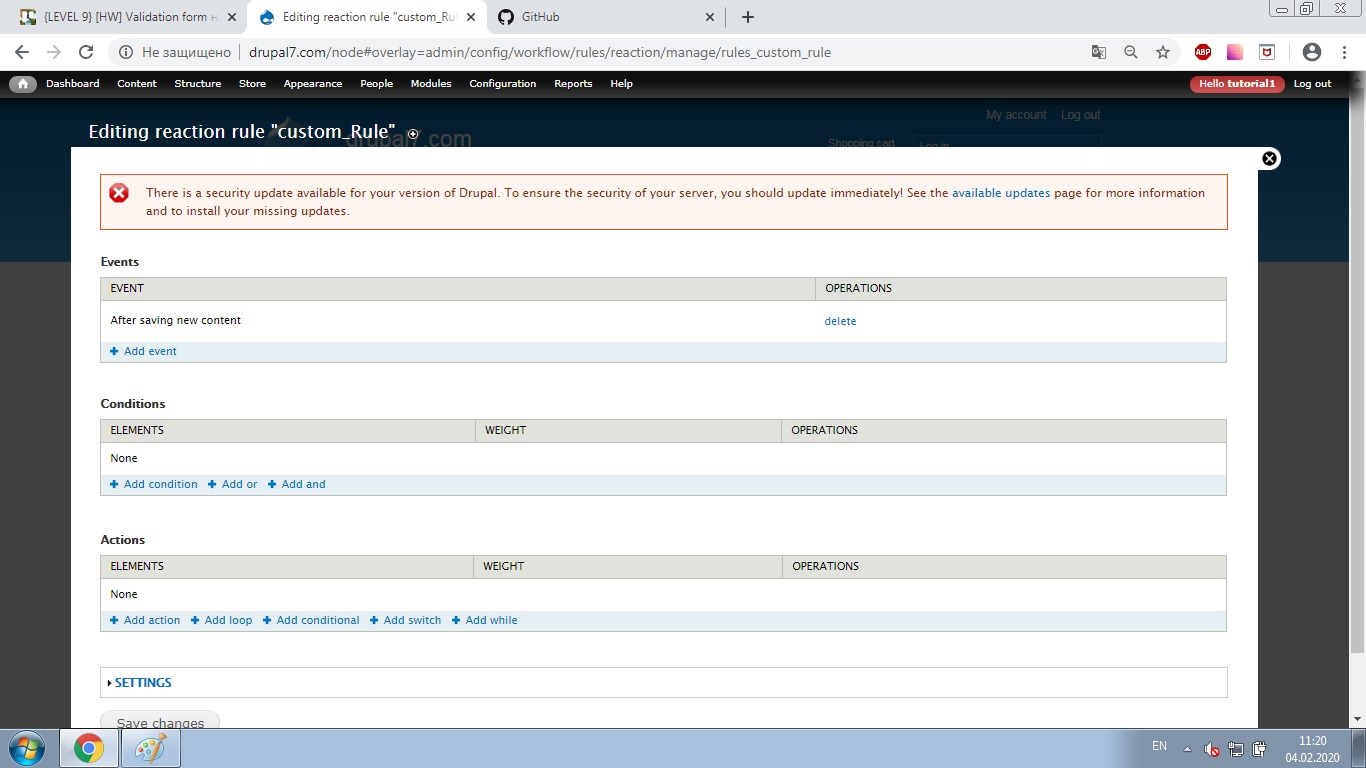 {LEVEL 9} [HW] Validation form н
Editing reaction rule "custom_Rul
GitHub
Не защищено
drupal7.com/node#overlay=admin/config/workflow/rules/reaction/manage/rules_custom_rule
ABP
Dashboard Content Structure Store Appearance People Modules Configuration Reports Help Hello tutorial1 Log out
My account Log out
Editing reaction rule "custom_Rule"
drupal7.com
Shopping cart
Log in
There is a security update available for your version of Drupal. To ensure the security of your server, you should update immediately! See the available updates page for more information
and to install your missing updates.
Events
EVENT OPERATIONS
After saving new content delete
Add event
Conditions
ELEMENTS WEIGHT OPERATIONS
None
Add condition Add or Add and
Actions
ELEMENTS WEIGHT OPERATIONS
None
Add action Add loop Add conditional Add switch Add while
SETTINGS
Save changes
EN
11:20
04.02.2020